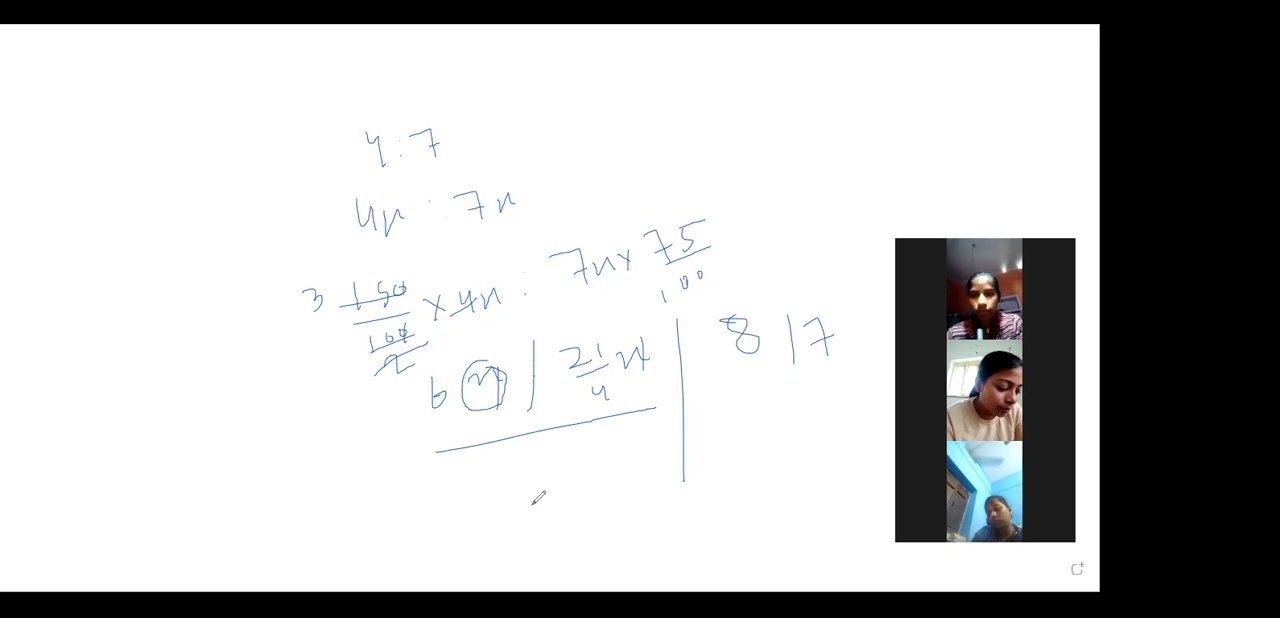 4 : 7
4x : 7x
3 150/100/2 × 4x : 7x × 75/100
6x | 21/4 x | 8 | 7